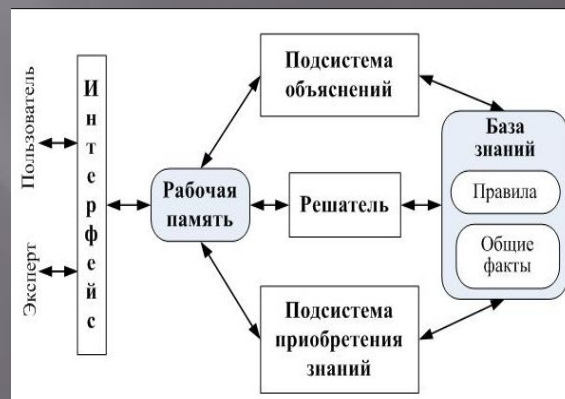 Пользователь
Эксперт
Интерфейс
Рабочая
память
Подсистема
объяснений
Решатель
Подсистема
приобретения
знаний
База
знаний
Правила
Общие
факты